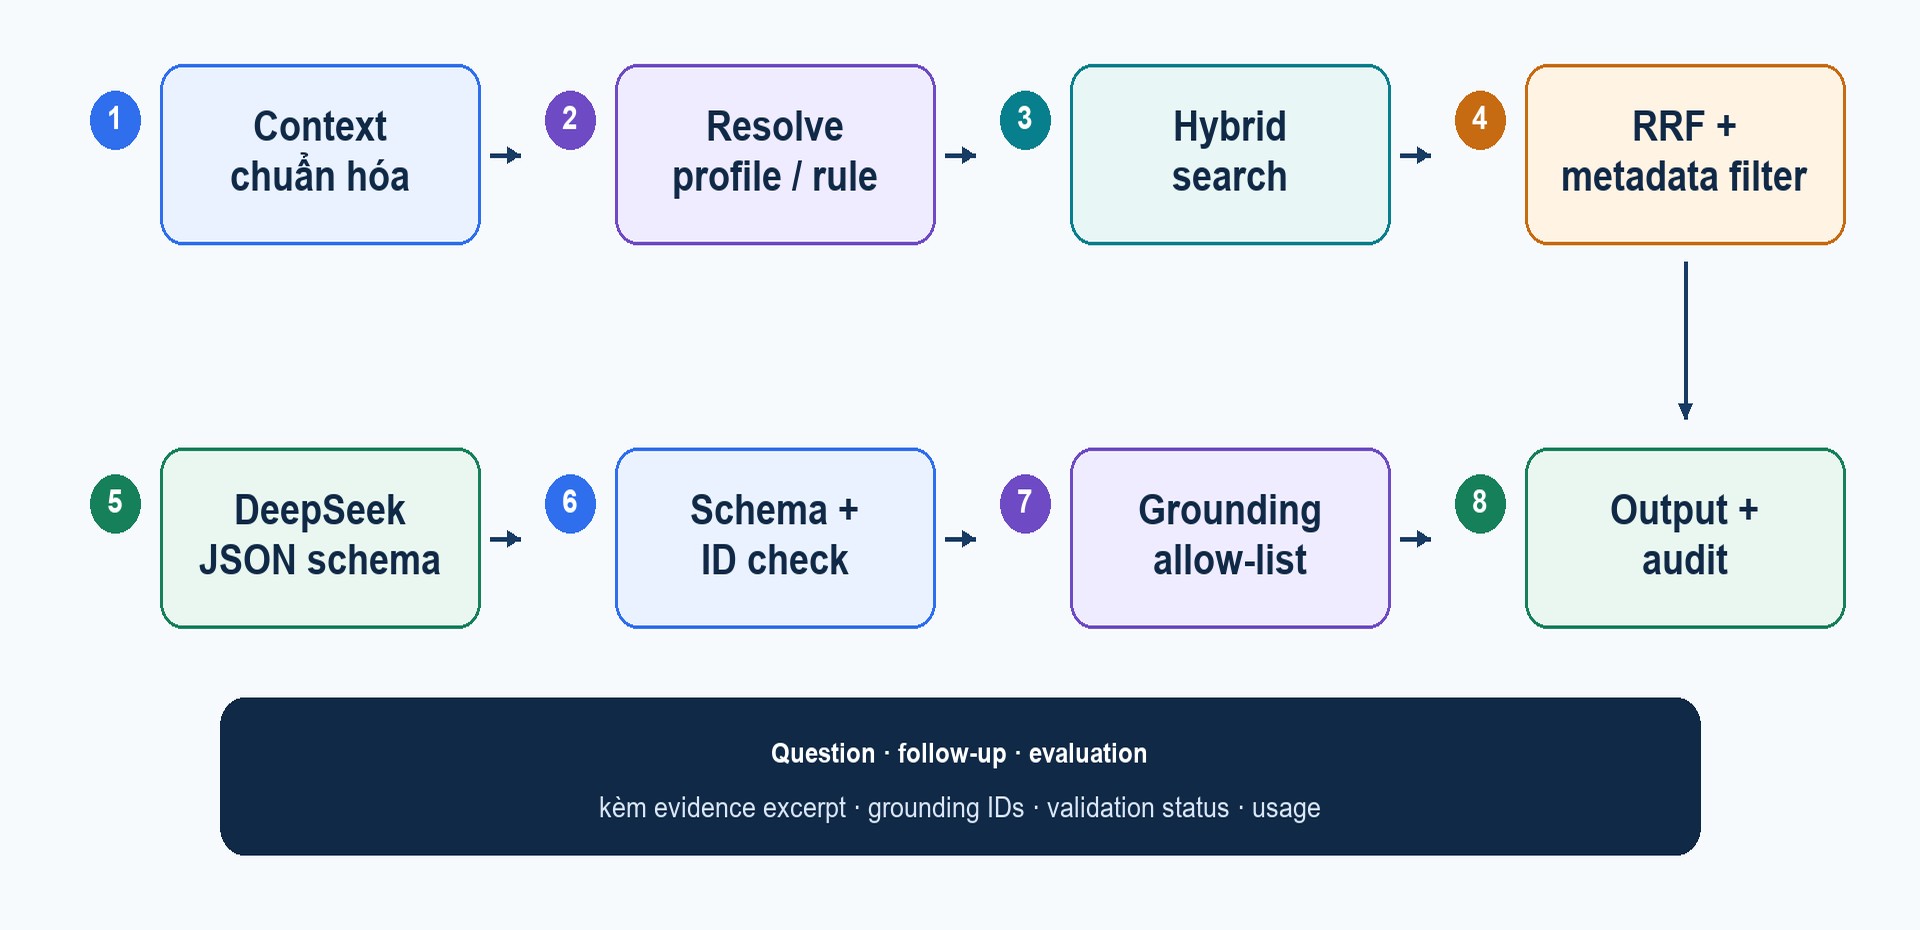 1
Context
chuẩn hóa
2
Resolve
profile / rule
3
Hybrid
search
4
RRF +
metadata filter
5
DeepSeek
JSON schema
6
Schema +
ID check
7
Grounding
allow-list
8
Output +
audit
Question · follow-up · evaluation
kèm evidence excerpt · grounding IDs · validation status · usage